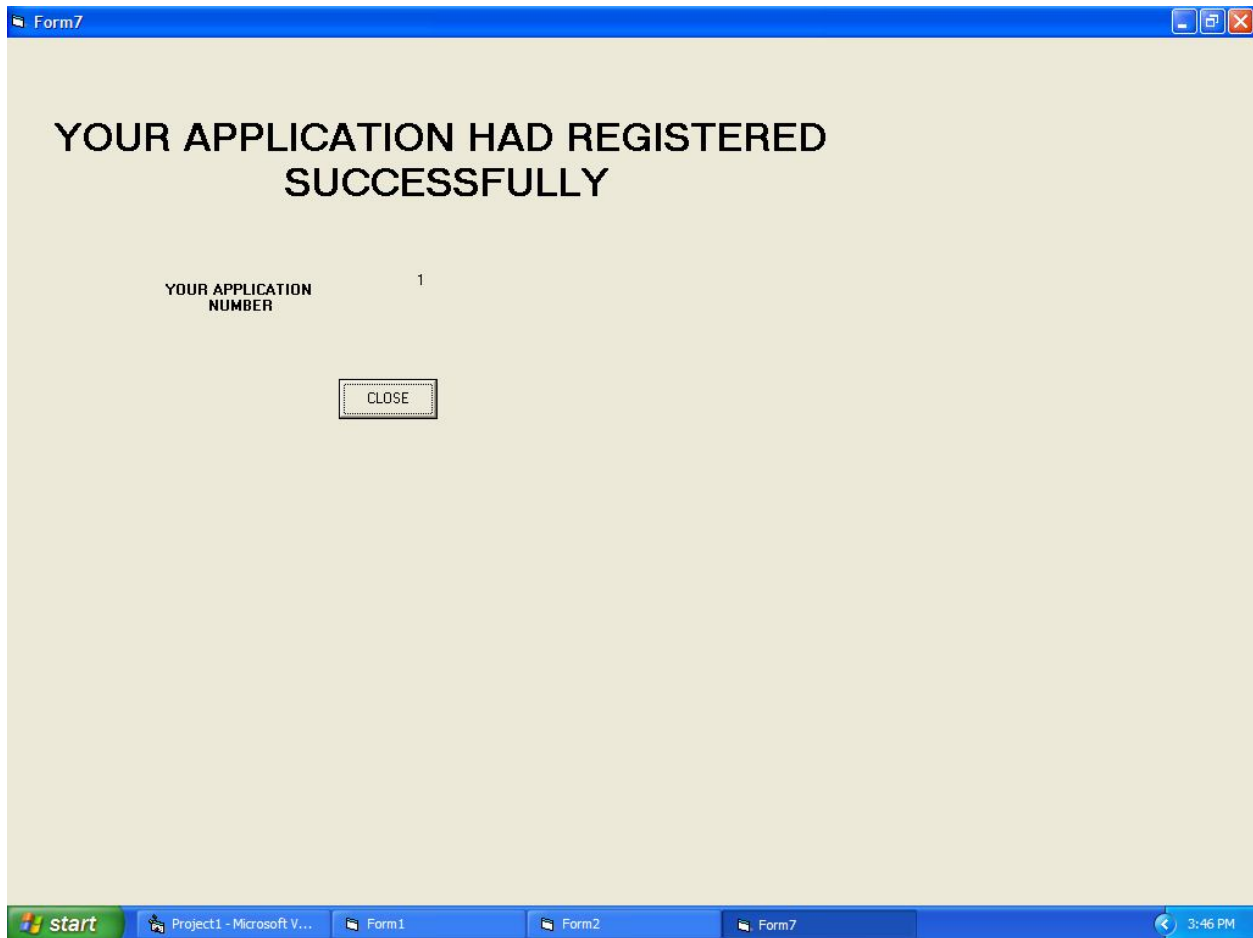 Form7
YOUR APPLICATION HAD REGISTERED
SUCCESSFULLY
YOUR APPLICATION
NUMBER
1
CLOSE
start
Project1 - Microsoft V...
Form1
Form2
Form7
3:46 PM